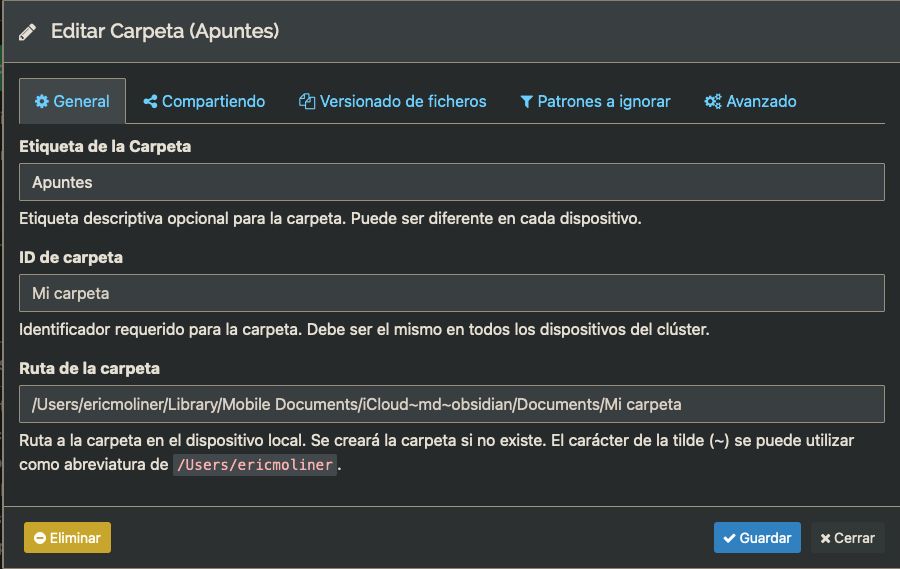 Editar Carpeta (Apuntes)
General Compartiendo Versionado de ficheros Patrones a ignorar Avanzado
Etiqueta de la Carpeta
Apuntes
Etiqueta descriptiva opcional para la carpeta. Puede ser diferente en cada dispositivo.
ID de carpeta
Mi carpeta
Identificador requerido para la carpeta. Debe ser el mismo en todos los dispositivos del clúster.
Ruta de la carpeta
/Users/ericmoliner/Library/Mobile Documents/iCloud~md~obsidian/Documents/Mi carpeta
Ruta a la carpeta en el dispositivo local. Se creará la carpeta si no existe. El carácter de la tilde (~) se puede utilizar
como abreviatura de /Users/ericmoliner.
Eliminar Guardar Cerrar